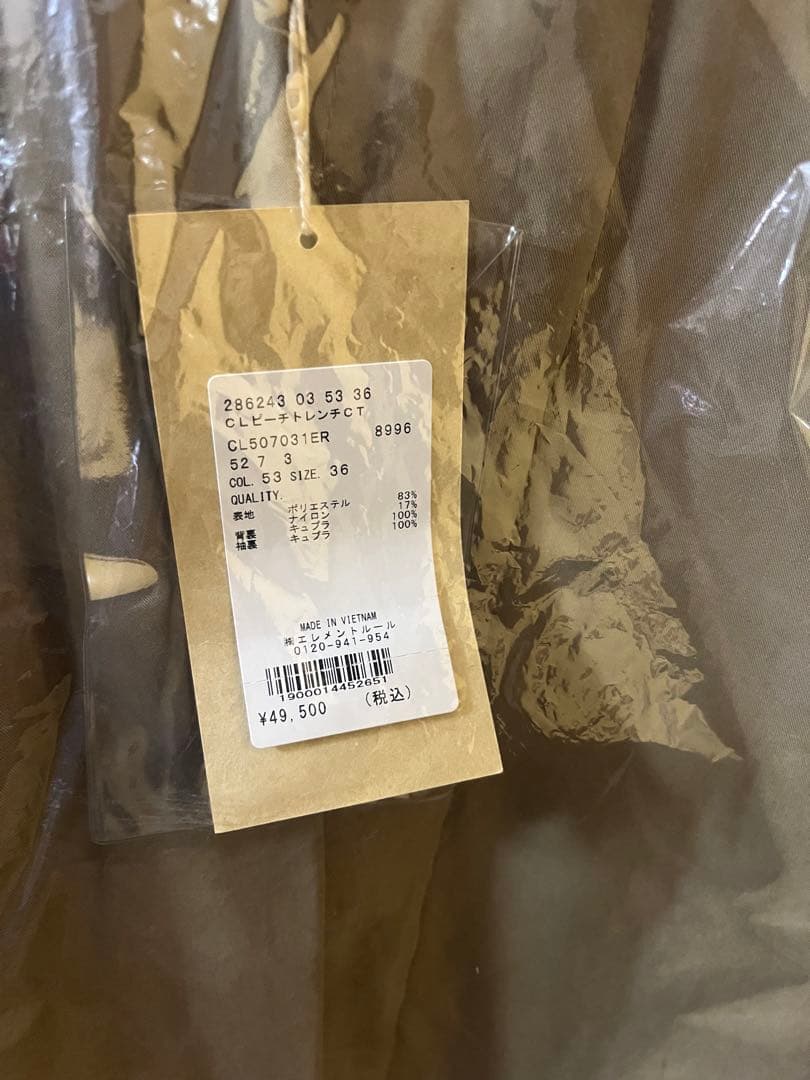 286243 03 53 36
CLピーチトレンチCT
CL507031ER 8996
52 7 3
COL. 53 SIZE. 36
QUALITY.
表地 ポリエステル 83%
ナイロン 17%
背裏 キュプラ 100%
袖裏 キュプラ 100%
MADE IN VIETNAM
㈱エレメントルール
0120-941-954
1900014452651
¥49,500 (税込)